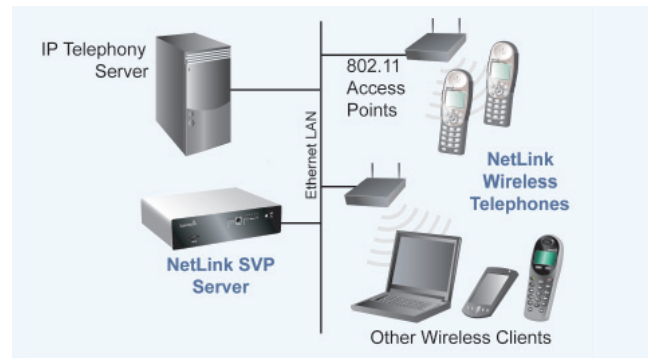 IP Telephony
Server
802.11
Access
Points
Ethernet LAN
NetLink
Wireless
Telephones
NetLink SVP
Server
Other Wireless Clients